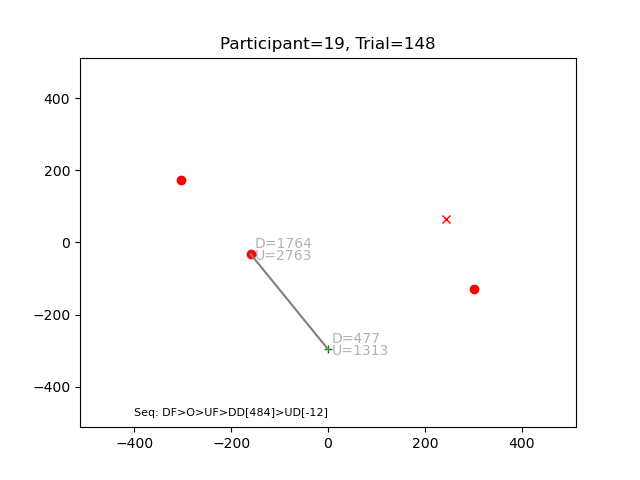 Participant=19, Trial=148
400
200
0
−200
−400
D=1764
U=2763
D=477
U=1313
Seq: DF>O>UF>DD[484]>UD[-12]
−400
−200
0
200
400